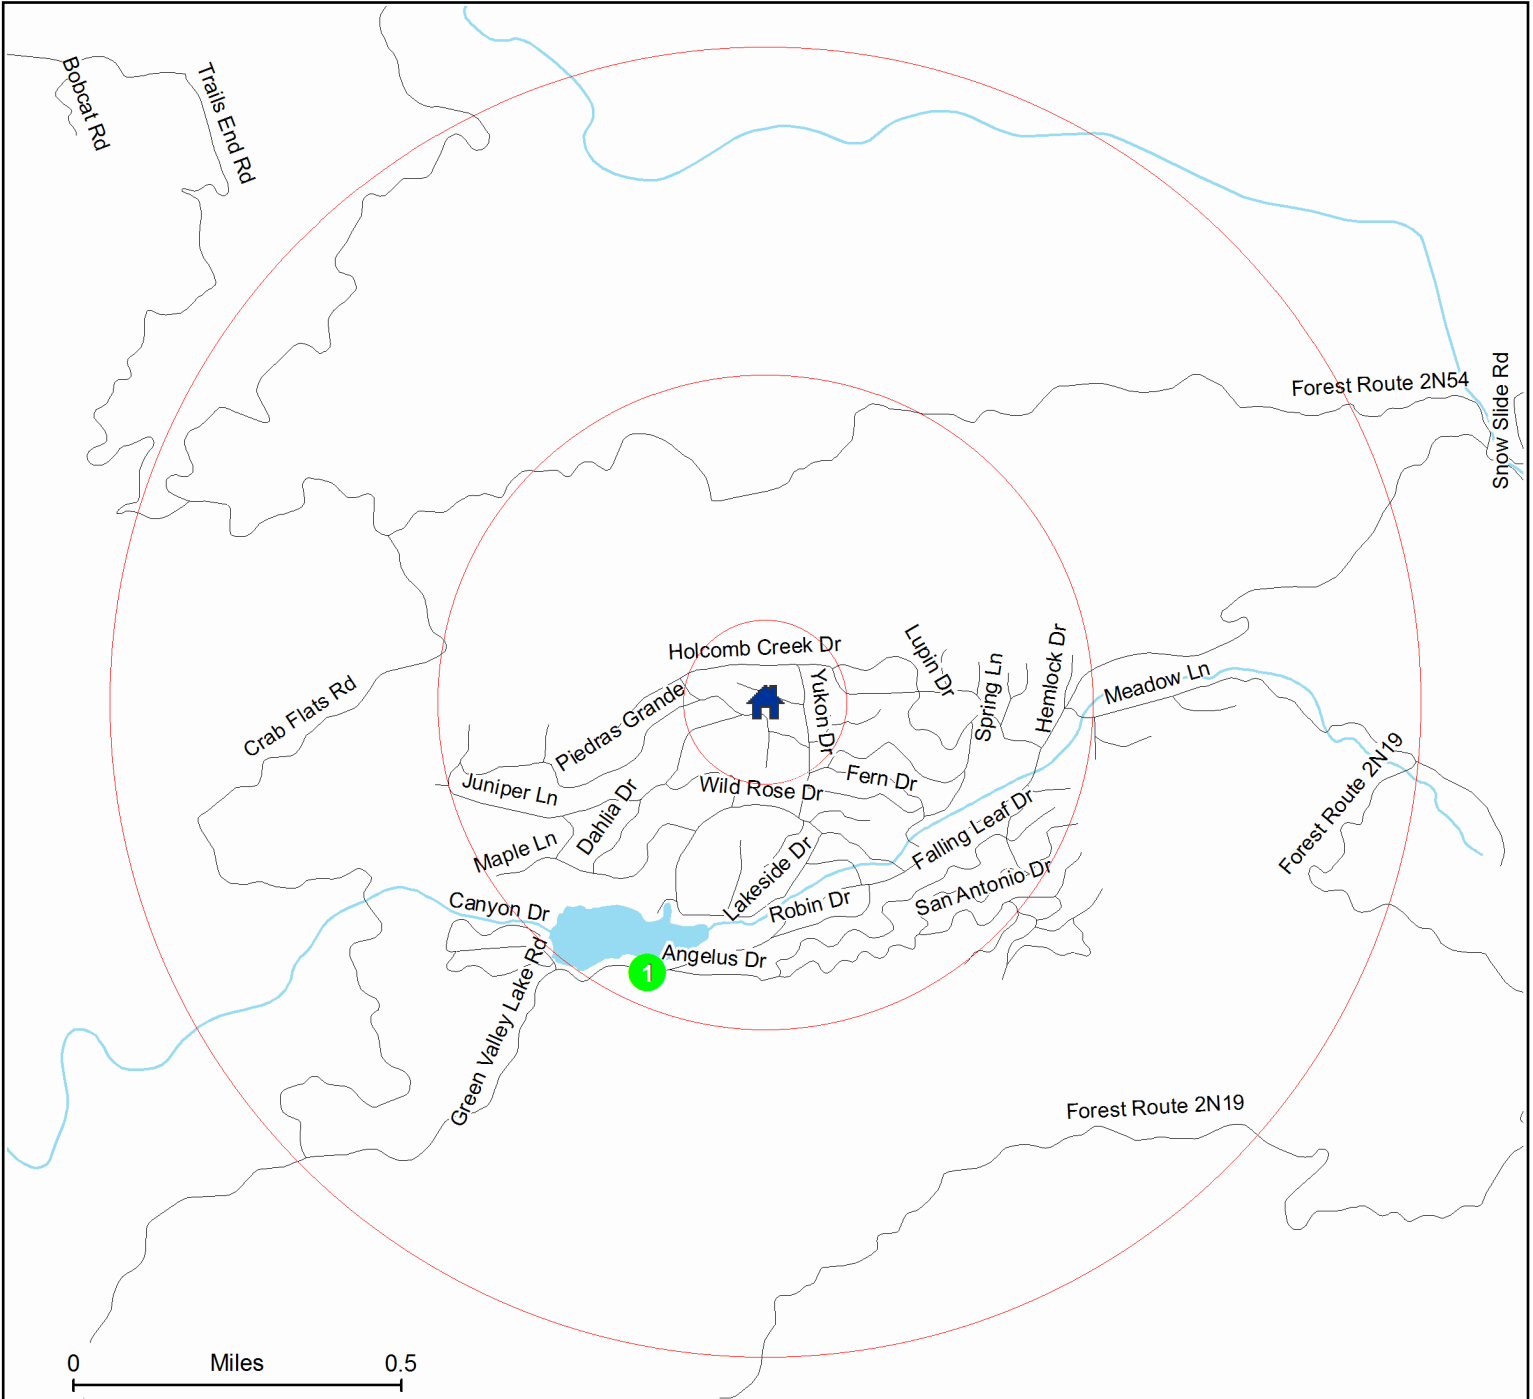 Bobcat Rd
Trails End Rd
Forest Route 2N54
Snow Slide Rd
Holcomb Creek Dr
Lupin Dr
Spring Ln
Hemlock Dr
Meadow Ln
Yukon Dr
Piedras Grande
Crab Flats Rd
Juniper Ln
Dahlia Dr
Wild Rose Dr
Fern Dr
Forest Route 2N19
Maple Ln
Falling Leaf Dr
Lakeside Dr
San Antonio Dr
Canyon Dr
Robin Dr
Angelus Dr
1
Green Valley Lake Rd
Forest Route 2N19
0 Miles 0.5